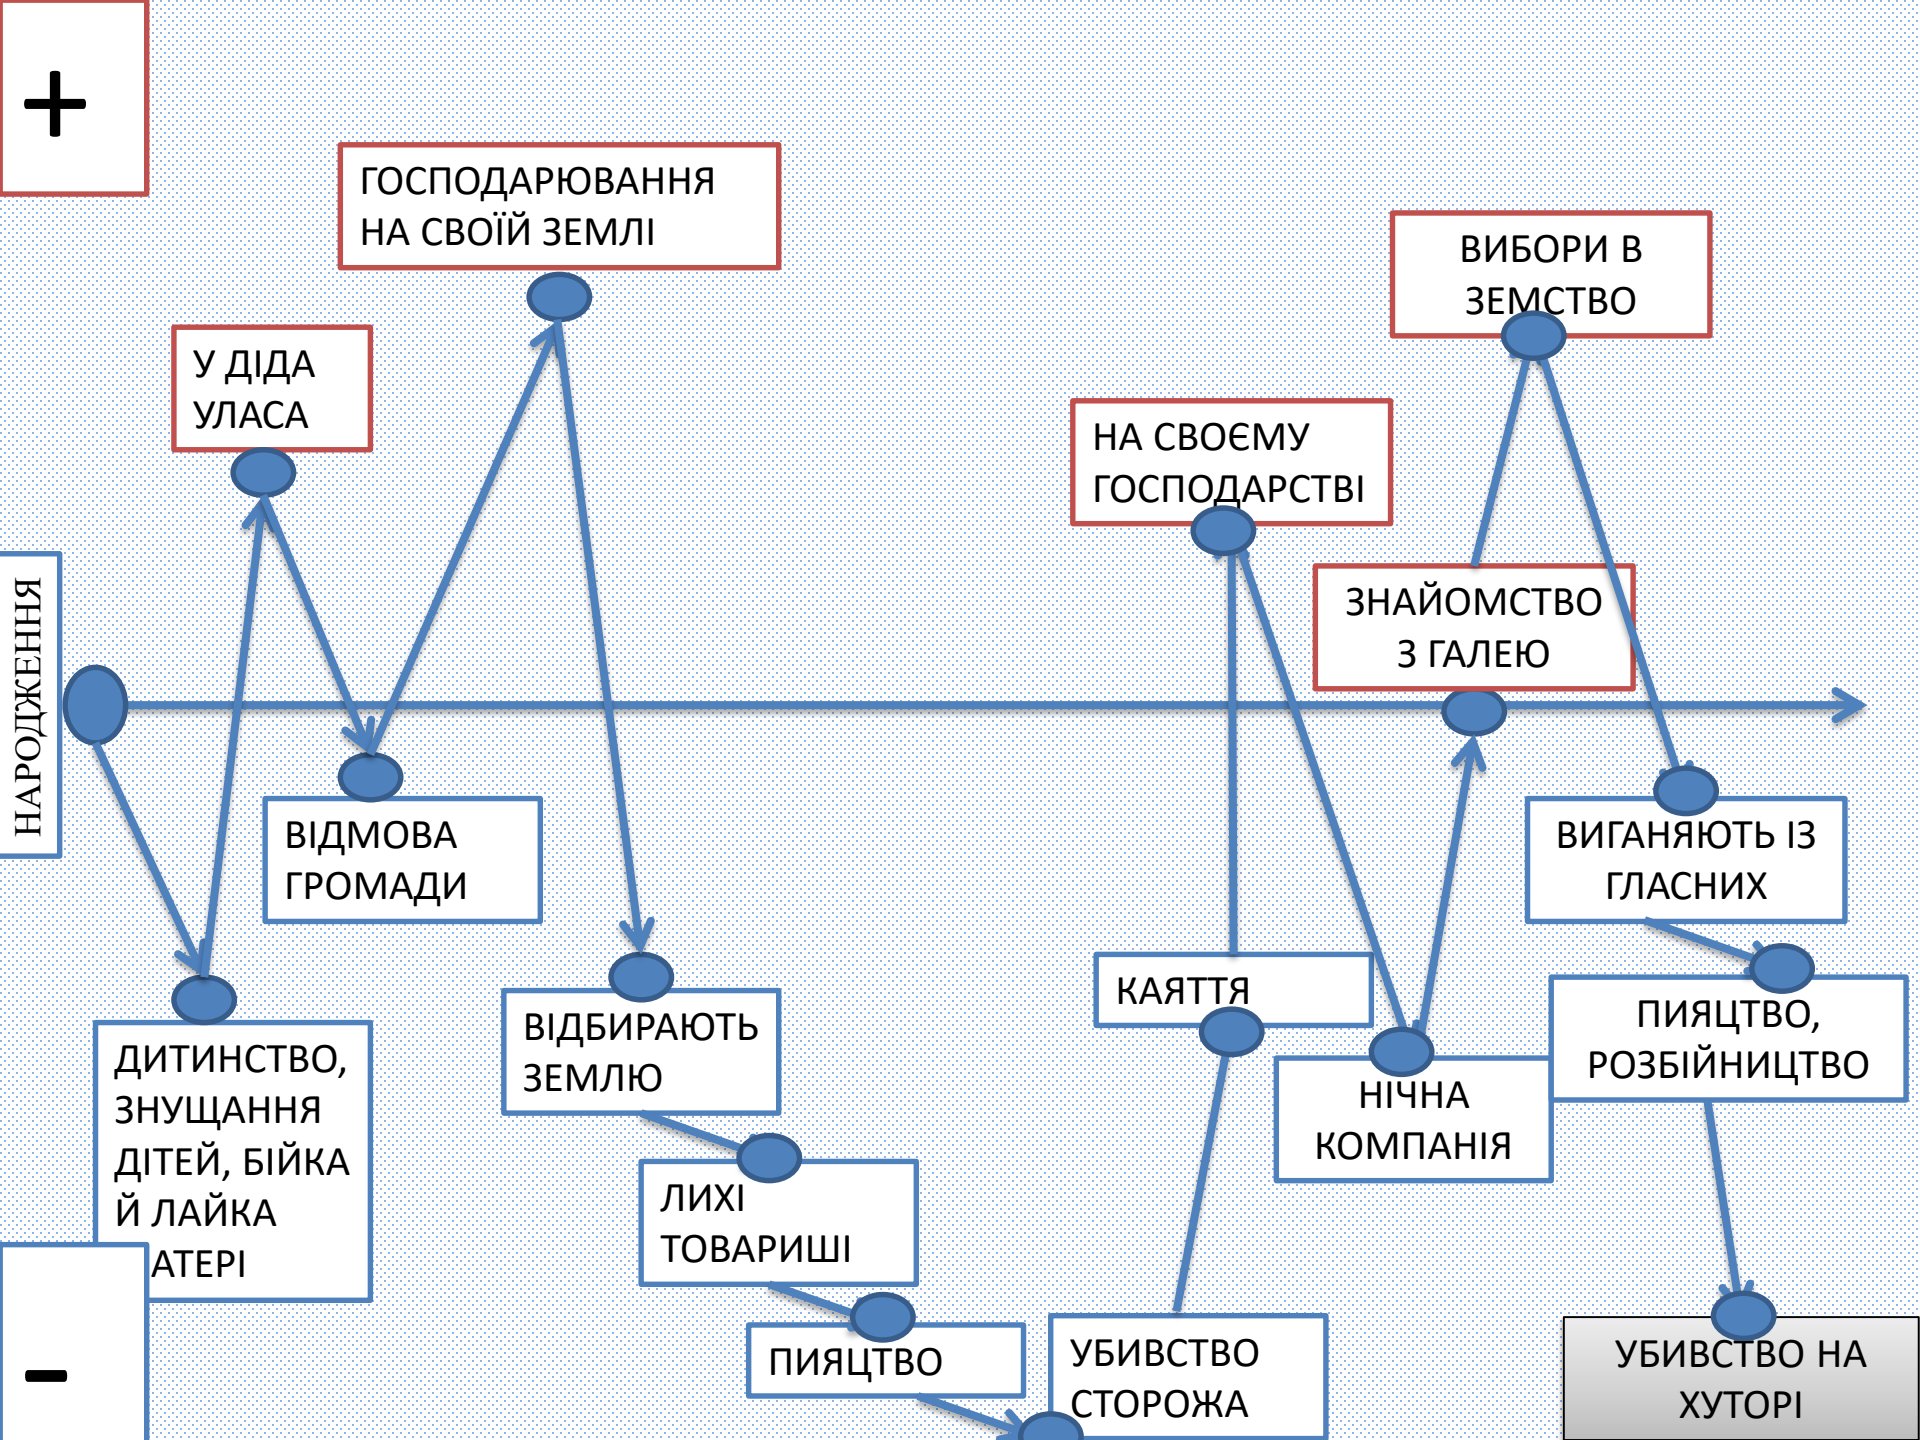 +
ГОСПОДАРЮВАННЯ
НА СВОЇЙ ЗЕМЛІ
ВИБОРИ В
ЗЕМСТВО
У ДІДА
УЛАСА
НА СВОЄМУ
ГОСПОДАРСТВІ
НАРОДЖЕННЯ
ЗНАЙОМСТВО
З ГАЛЕЮ
ВІДМОВА
ГРОМАДИ
ВИГАНЯЮТЬ ІЗ
ГЛАСНИХ
КАЯТТЯ
ПИЯЦТВО,
РОЗБІЙНИЦТВО
ВІДБИРАЮТЬ
ЗЕМЛЮ
ДИТИНСТВО,
ЗНУЩАННЯ
ДІТЕЙ, БІЙКА
Й ЛАЙКА
АТЕРІ
НІЧНА
КОМПАНІЯ
ЛИХІ
ТОВАРИШІ
ПИЯЦТВО
УБИВСТВО
СТОРОЖА
УБИВСТВО НА
ХУТОРІ
-